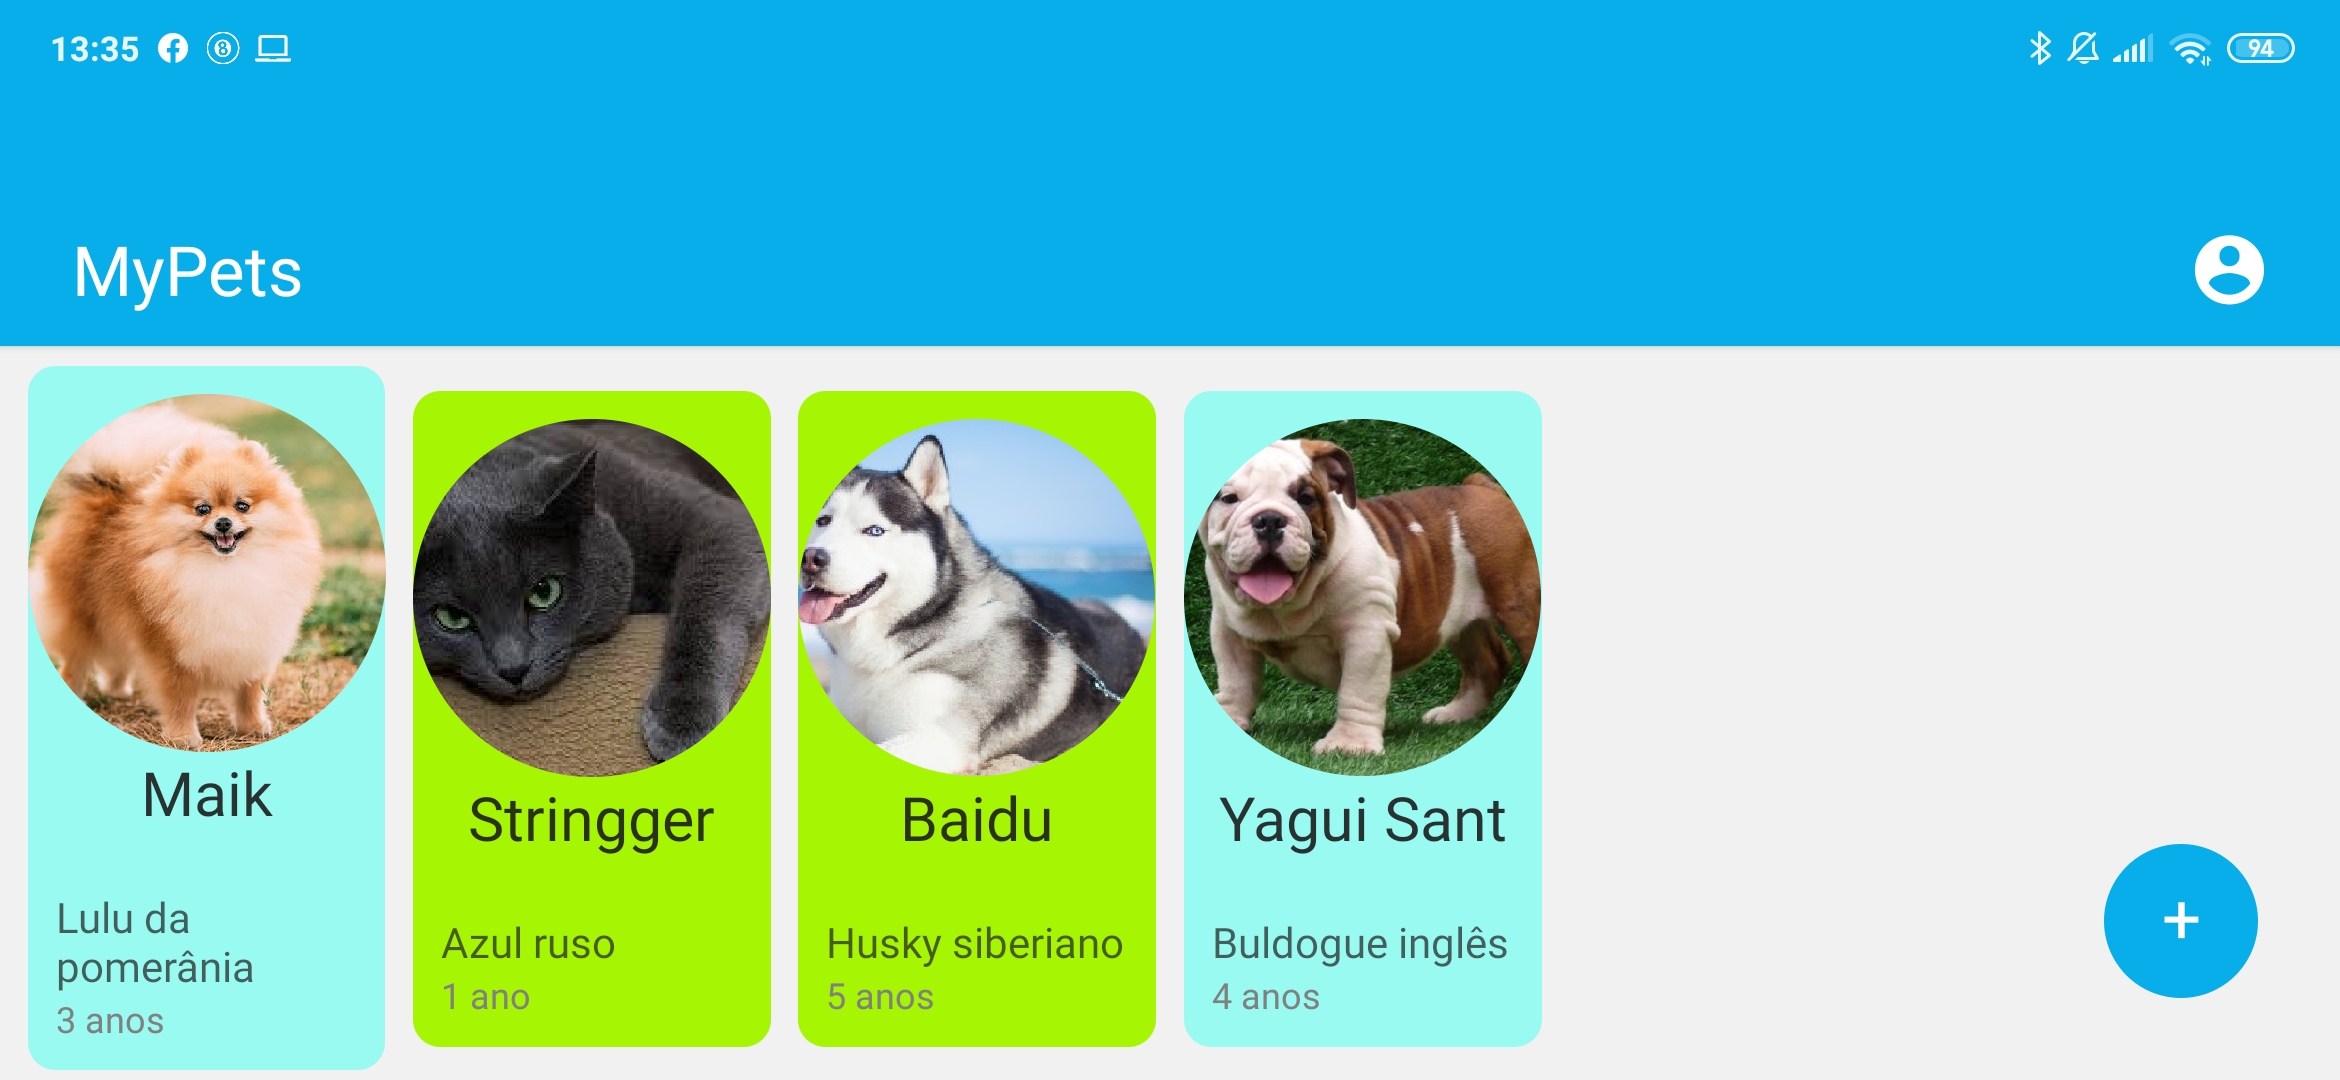 13:35
94
MyPets
Maik
Lulu da
pomerânia
3 anos
Stringger
Azul ruso
1 ano
Baidu
Husky siberiano
5 anos
Yagui Sant
Buldogue inglês
4 anos
+